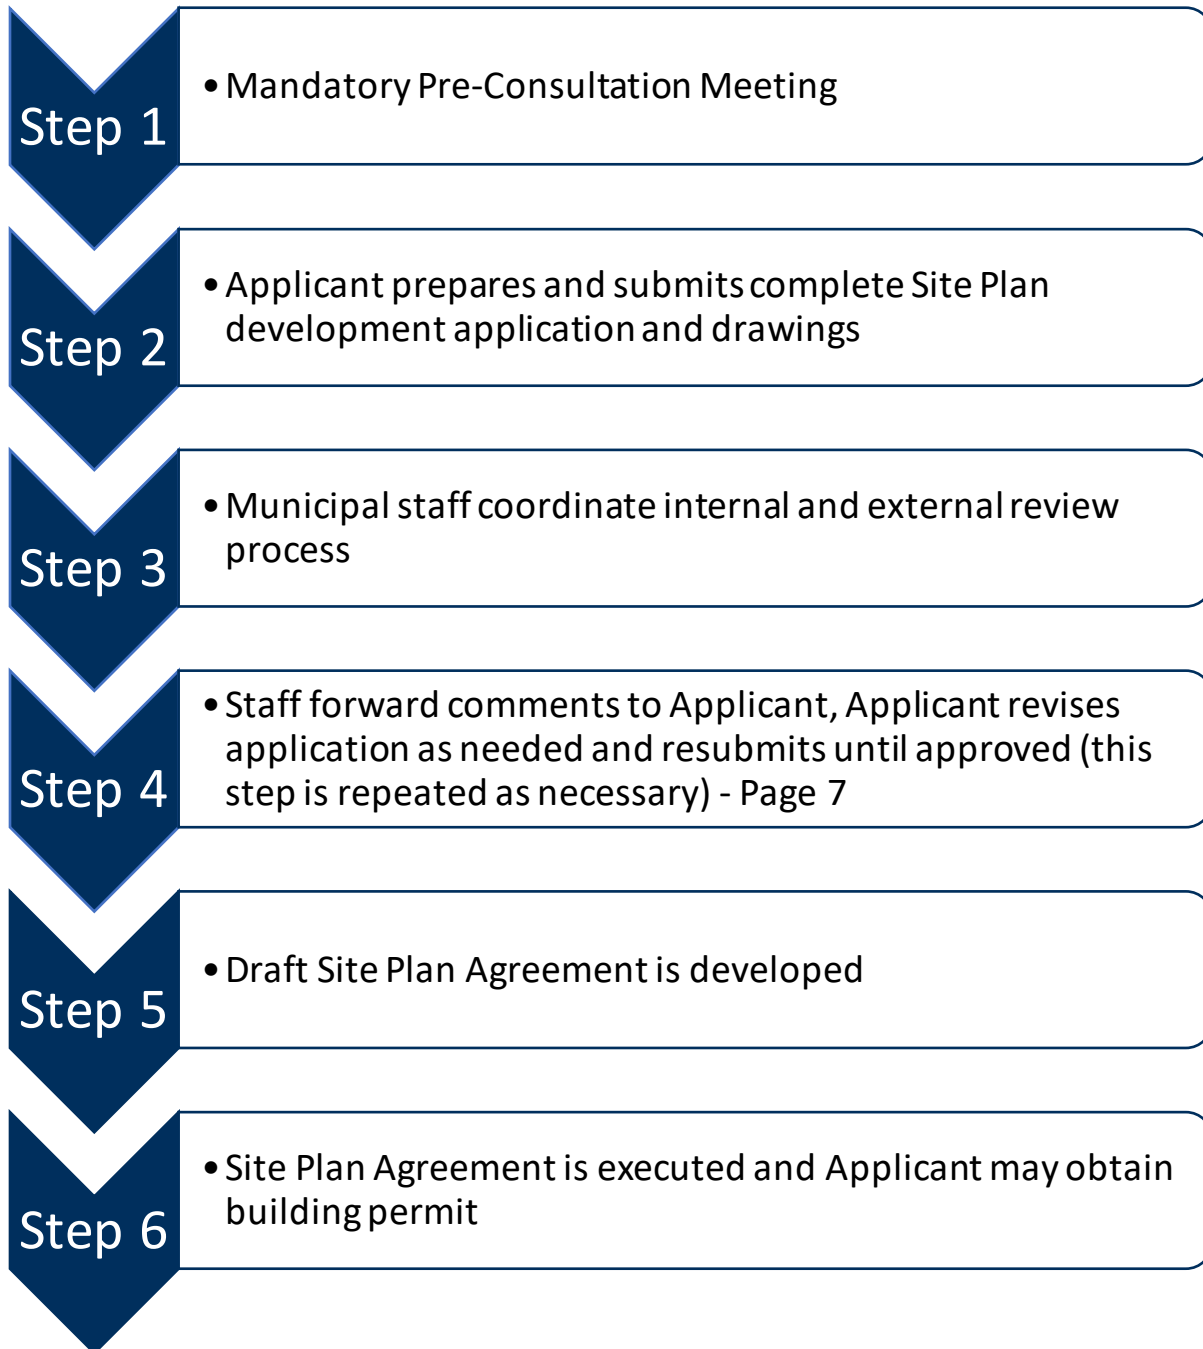 Step 1
• Mandatory Pre-Consultation Meeting
Step 2
• Applicant prepares and submits complete Site Plan
development application and drawings
Step 3
• Municipal staff coordinate internal and external review
process
Step 4
• Staff forward comments to Applicant, Applicant revises
application as needed and resubmits until approved (this
step is repeated as necessary) - Page 7
Step 5
• Draft Site Plan Agreement is developed
Step 6
• Site Plan Agreement is executed and Applicant may obtain
building permit